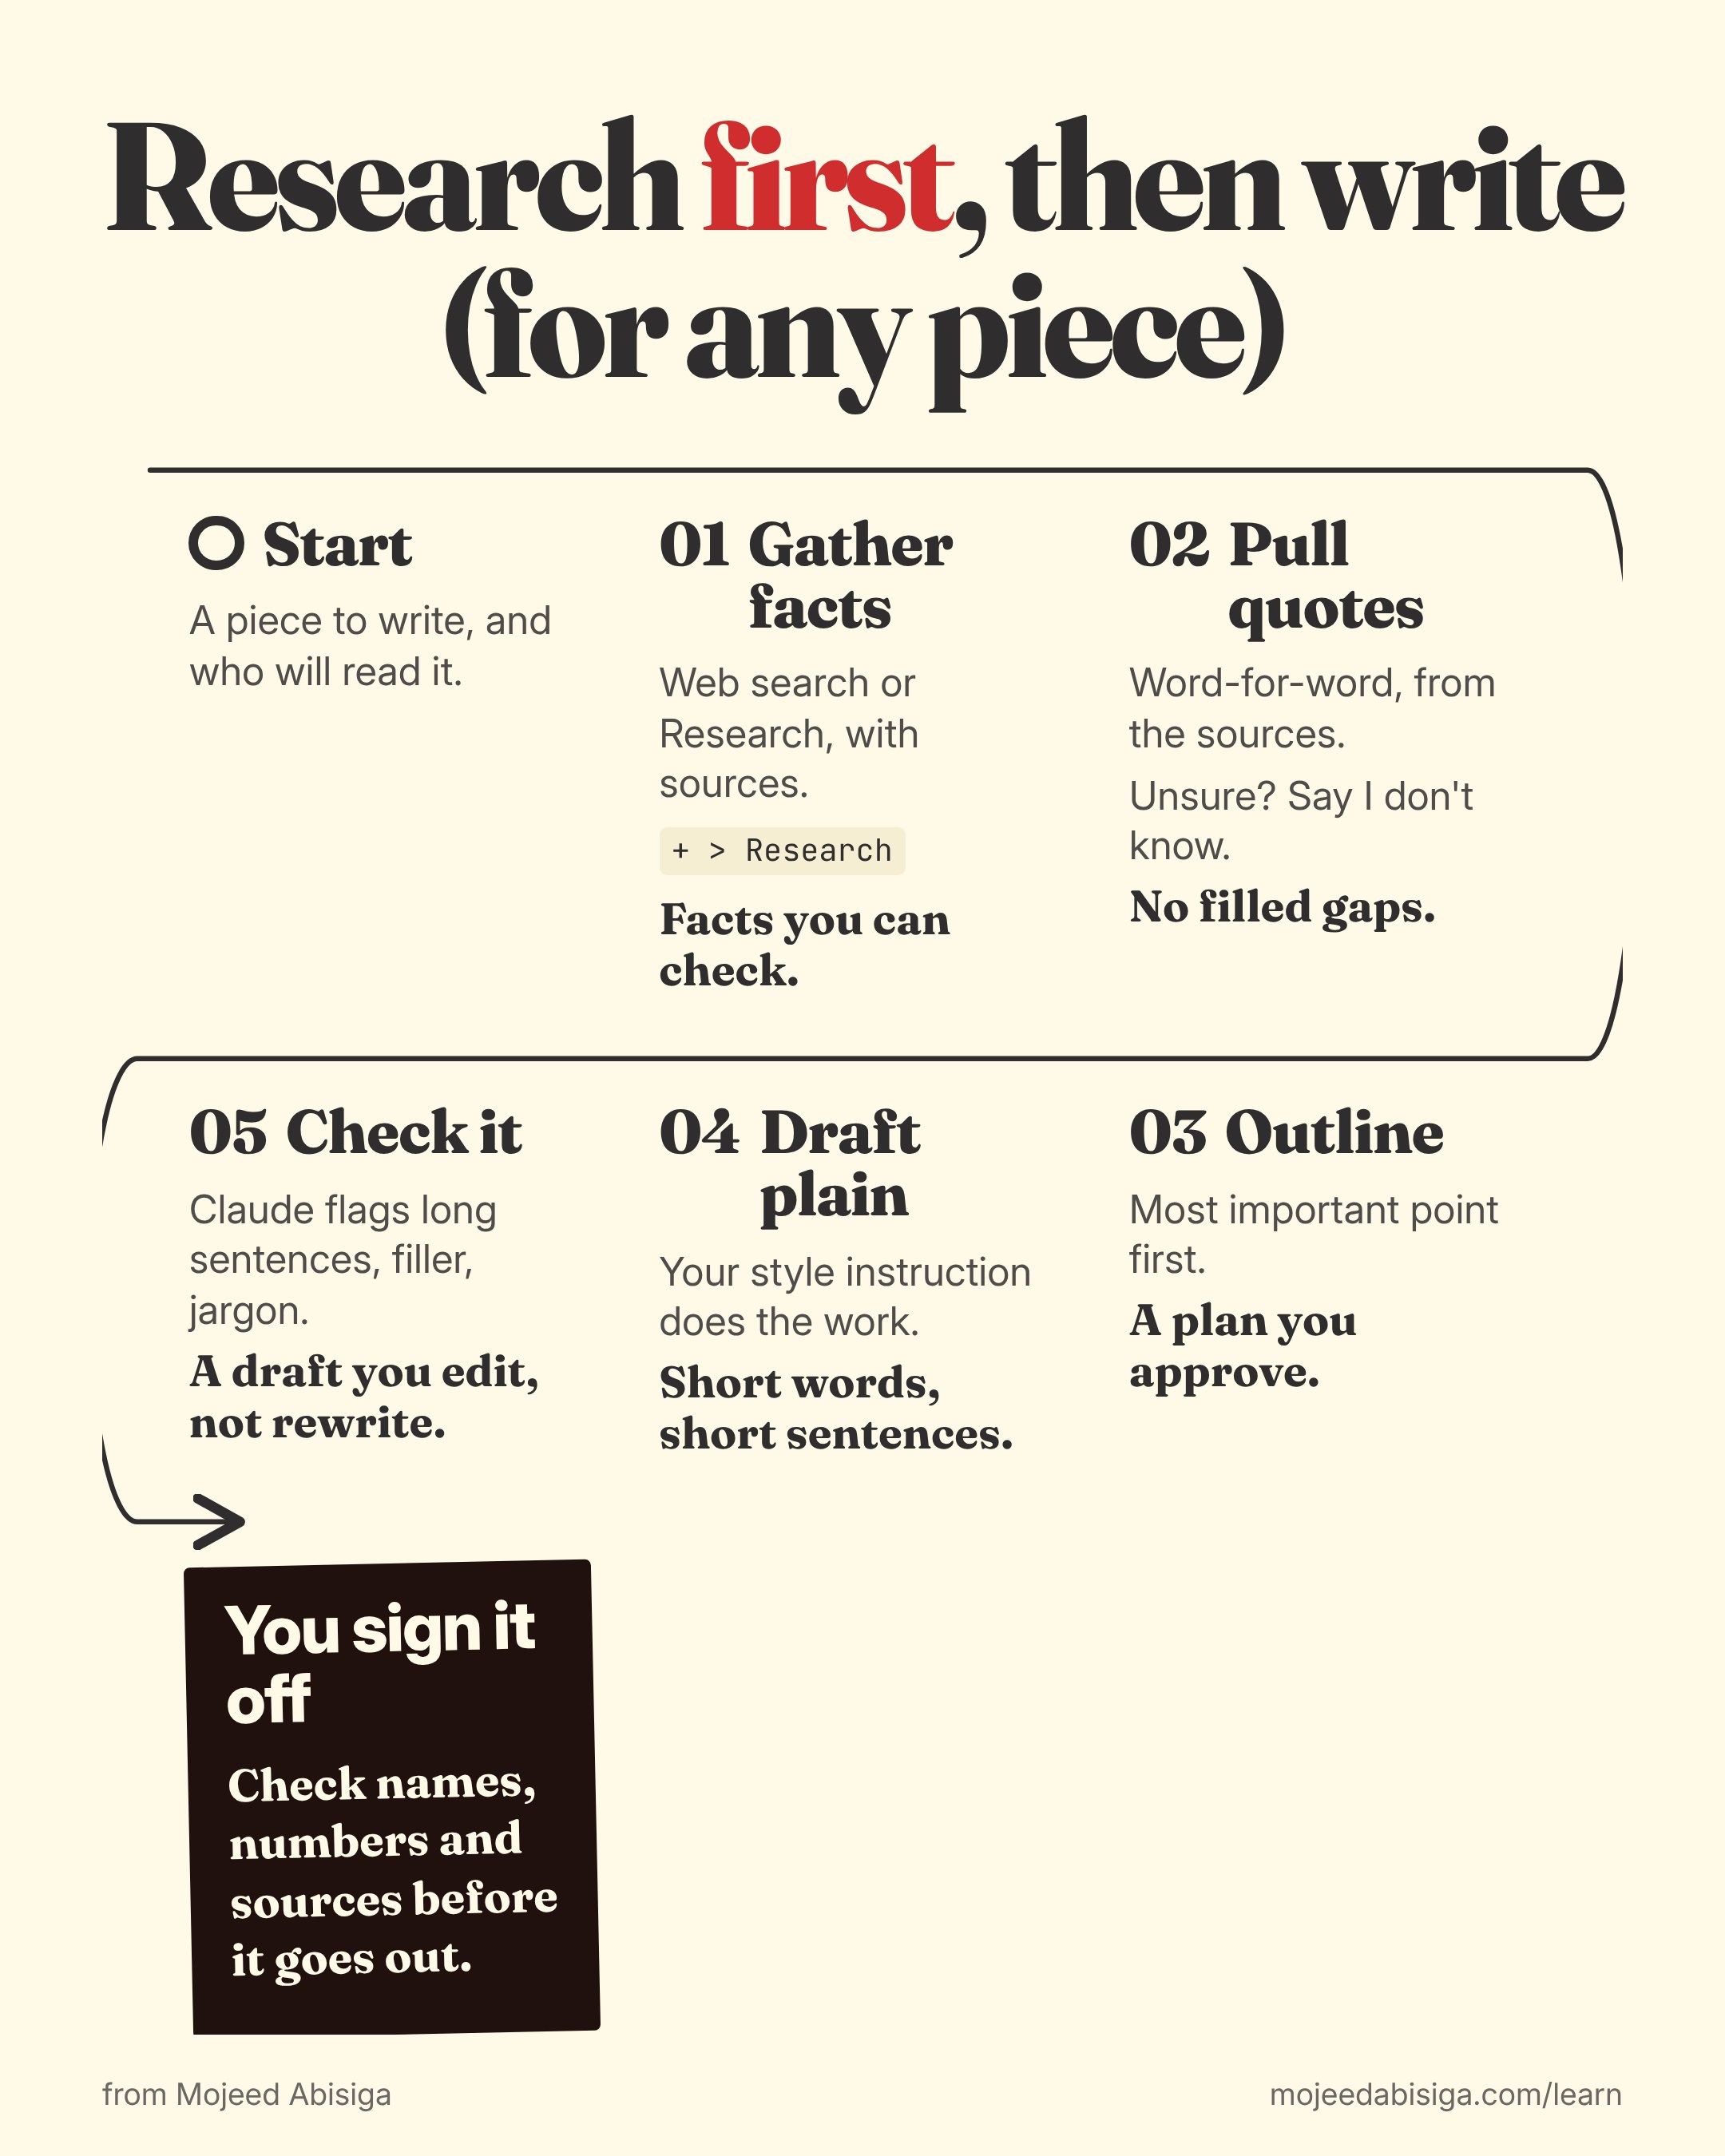 Research first, then write
(for any piece)
Start
A piece to write, and
who will read it.
01 Gather
facts
Web search or
Research, with
sources.
+ > Research
Facts you can
check.
02 Pull
quotes
Word-for-word, from
the sources.
Unsure? Say I don't
know.
No filled gaps.
03 Outline
Most important point
first.
A plan you
approve.
04 Draft
plain
Your style instruction
does the work.
Short words,
short sentences.
05 Check it
Claude flags long
sentences, filler,
jargon.
A draft you edit,
not rewrite.
You sign it
off
Check names,
numbers and
sources before
it goes out.
from Mojeed Abisiga
mojeedabisiga.com/learn